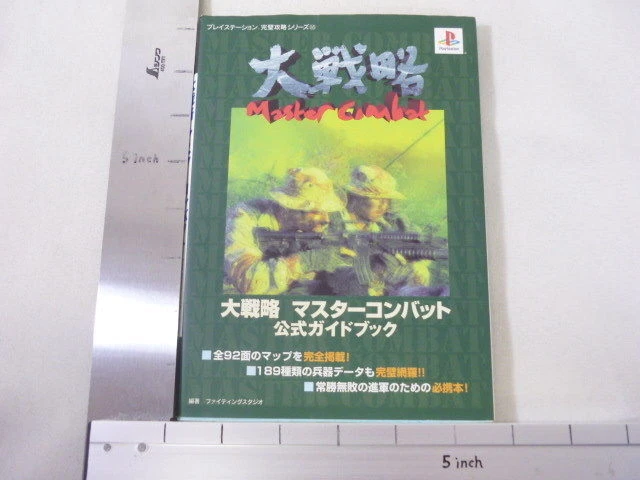 プレイステーション 完璧攻略シリーズ
PlayStation
大戦略
Master Combat
大戦略 マスターコンバット
公式ガイドブック
■全92面のマップを完全掲載!
■189種類の兵器データも完璧網羅!!
■常勝無敗の進軍のための必携本!
編著 ファイティングスタジオ
シンワ
5 inch
5 inch